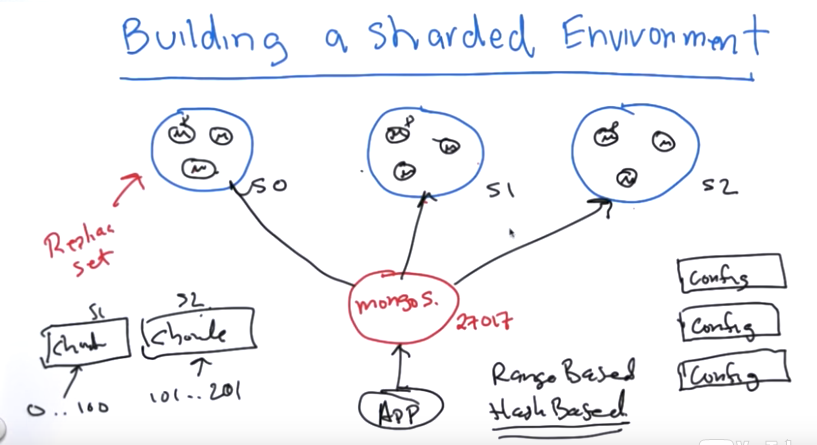 Building a Sharded Environment
M M M
P M M M
P M M M
S0
S1
S2
Replica
set
mongos.
27017
S1
S2
Chunk
0..100
101..201
App
Range Based
Hash Based
Config
Config
Config